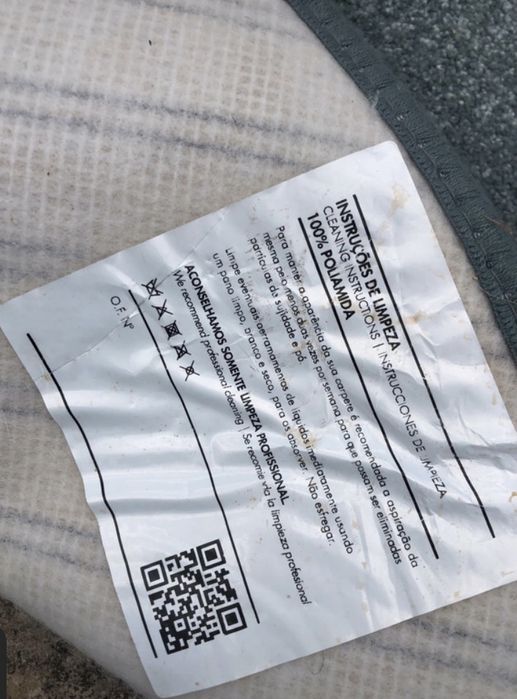 INSTRUÇÕES DE LIMPEZA
CLEANING INSTRUCTIONS | INSTRUCCIONES DE LIMPIEZA
100% POLIAMIDA
Para manter a aparência da sua carpete é recomendada a aspiração da
mesma pelo menos duas vezes por semana para que possam ser eliminadas
partículas de sujidade e pó.
Limpe eventuais derramamentos de líquidos imediatamente usando
um pano limpo, branco e seco, para os absorver. Não esfregar.
ACONSELHAMOS SOMENTE LIMPEZA PROFISSIONAL
We recommend professional cleaning | Se recomienda la limpieza profesional
O.F. Nº